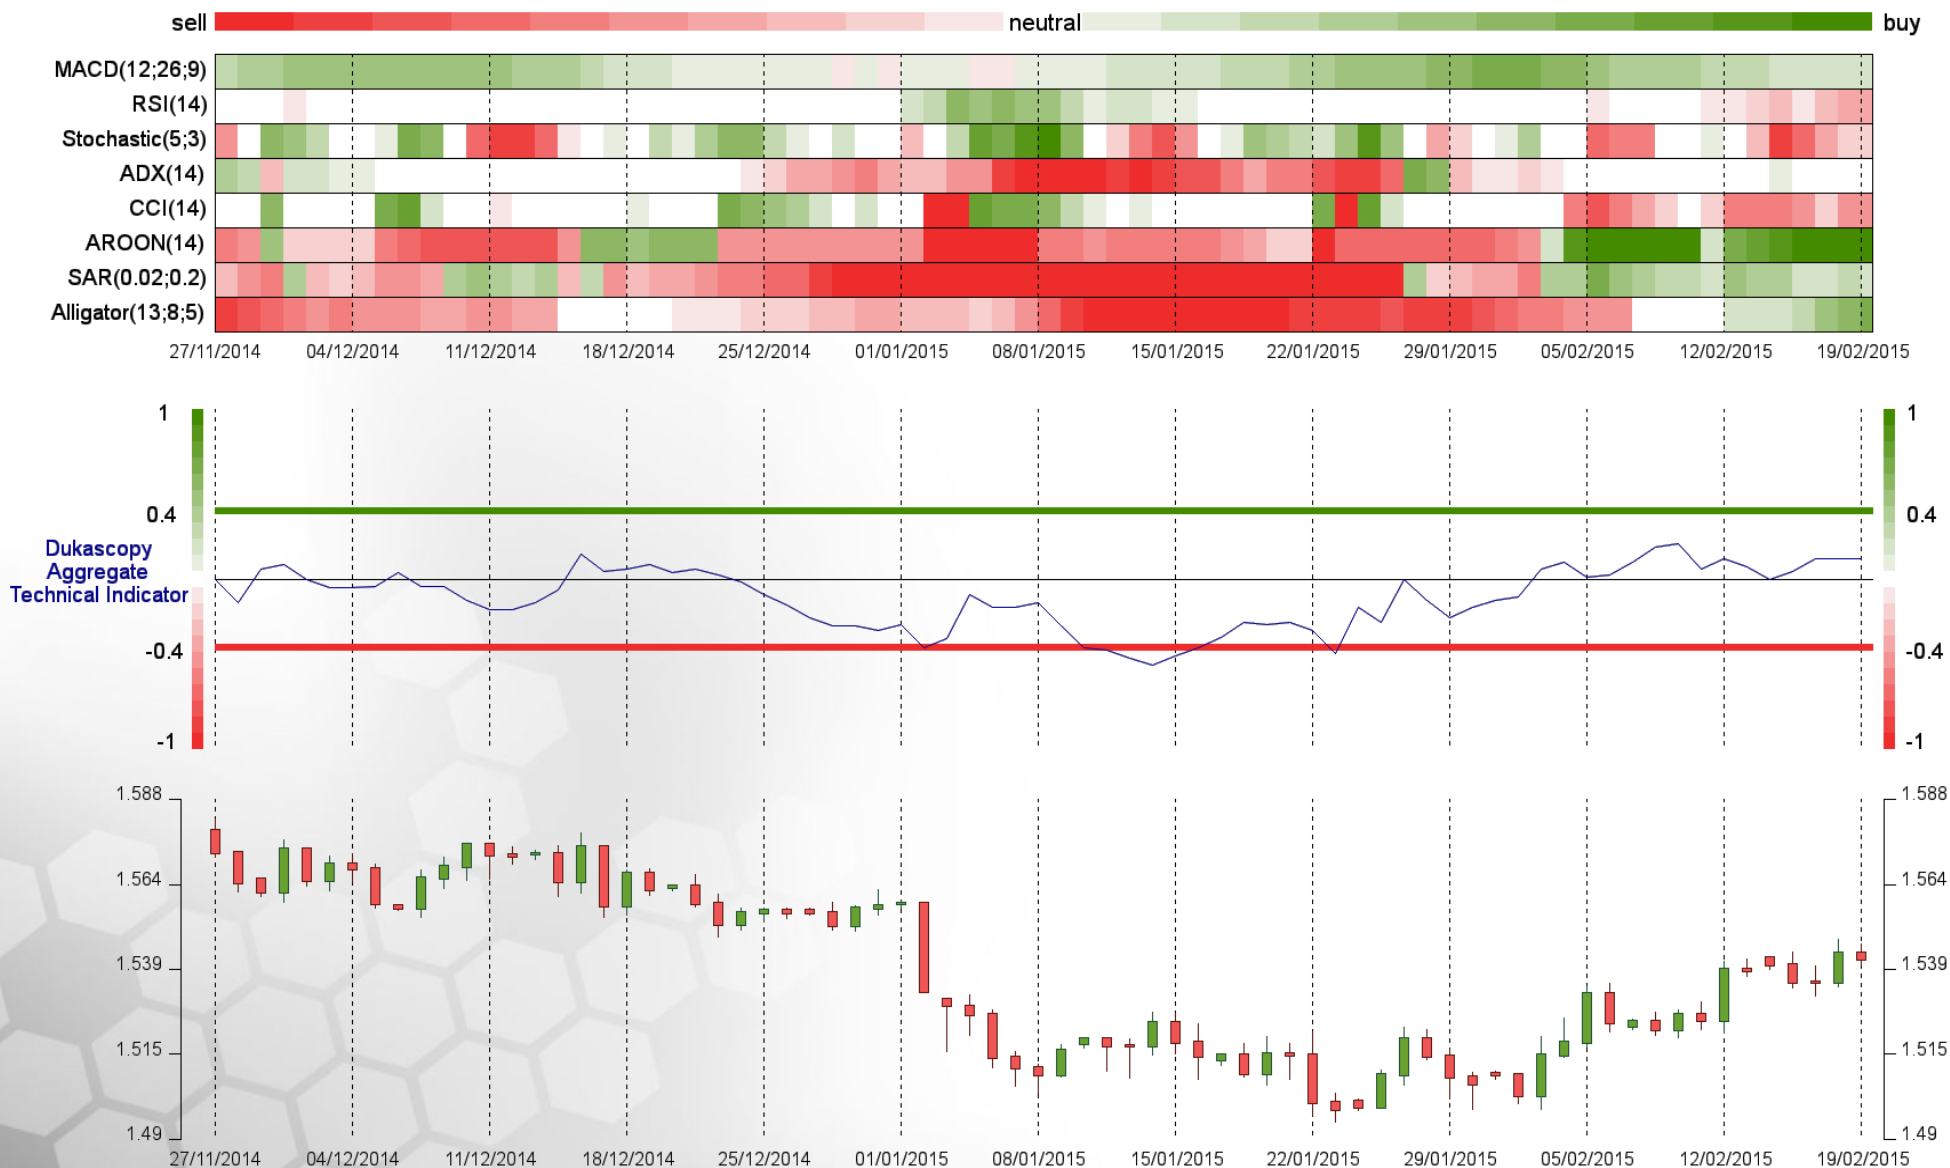 sell neutral buy
MACD(12;26;9)
RSI(14)
Stochastic(5;3)
ADX(14)
CCI(14)
AROON(14)
SAR(0.02;0.2)
Alligator(13;8;5)
27/11/2014 04/12/2014 11/12/2014 18/12/2014 25/12/2014 01/01/2015 08/01/2015 15/01/2015 22/01/2015 29/01/2015 05/02/2015 12/02/2015 19/02/2015
1 1
0.4 0.4
Dukascopy
Aggregate
Technical Indicator
-0.4 -0.4
-1 -1
1.588 1.588
1.564 1.564
1.539 1.539
1.515 1.515
1.49 1.49
27/11/2014 04/12/2014 11/12/2014 18/12/2014 25/12/2014 01/01/2015 08/01/2015 15/01/2015 22/01/2015 29/01/2015 05/02/2015 12/02/2015 19/02/2015